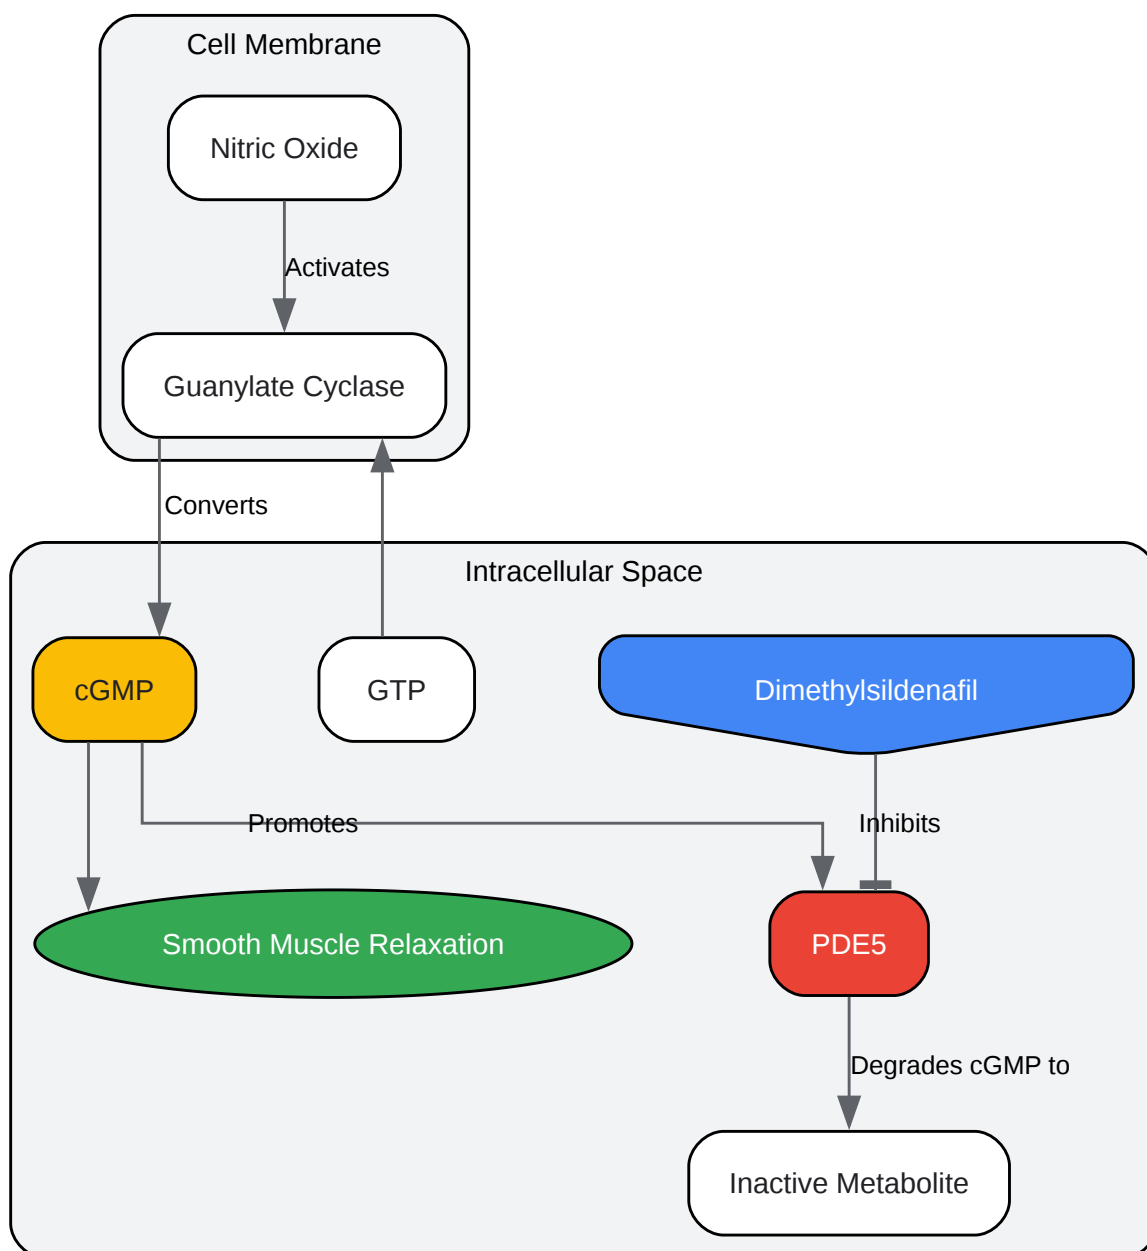 Cell Membrane
Nitric Oxide
Activates
Guanylate Cyclase
Converts
Intracellular Space
cGMP
GTP
Dimethylsildenafil
Promotes
Inhibits
Smooth Muscle Relaxation
PDE5
Degrades cGMP to
Inactive Metabolite